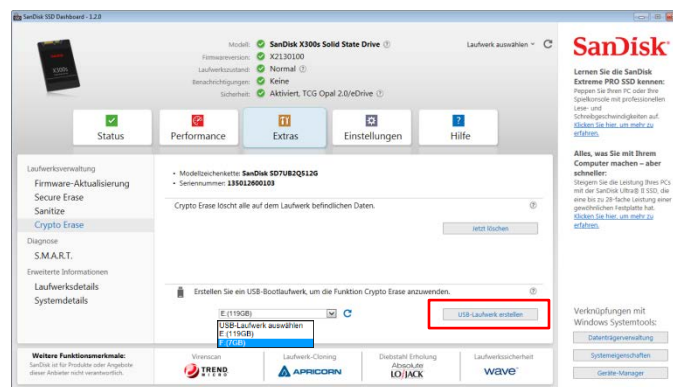 SanDisk SSD Dashboard - 1.2.0
X300s
Modell: SanDisk X300s Solid State Drive
Laufwerk auswählen
Firmwareversion: X2130100
Laufwerkszustand: Normal
Benachrichtigungen: Keine
Sicherheit: Aktiviert, TCG Opal 2.0/eDrive
Status
Performance
Extras
Einstellungen
Hilfe
Laufwerksverwaltung
Firmware-Aktualisierung
Secure Erase
Sanitize
Crypto Erase
Diagnose
S.M.A.R.T.
Erweiterte Informationen
Laufwerksdetails
Systemdetails
• Modellzeichenkette: SanDisk SD7UB2Q512G
• Seriennummer: 135012600103
Crypto Erase löscht alle auf dem Laufwerk befindlichen Daten.
Jetzt löschen
Erstellen Sie ein USB-Bootlaufwerk, um die Funktion Crypto Erase anzuwenden.
E:(119GB)
USB-Laufwerk auswählen
E:(119GB)
F:(7GB)
USB-Laufwerk erstellen
Weitere Funktionsmerkmale:
SanDisk ist für Produkte oder Angebote
dieser Anbieter nicht verantwortlich.
Virenscan
TREND
MICRO
Laufwerk-Cloning
APRICORN
Diebstahl Erholung
Absolute
LO/JACK
Laufwerkssicherheit
wave
SanDisk
Lernen Sie die SanDisk
Extreme PRO SSD kennen:
Peppen Sie Ihren PC oder Ihre
Spielkonsole mit professionellen
Lese- und
Schreibgeschwindigkeiten auf.
Klicken Sie hier, um mehr zu
erfahren.
Alles, was Sie mit Ihrem
Computer machen – aber
schneller:
Steigern Sie die Leistung Ihres PCs
mit der SanDisk Ultra® II SSD, die
eine bis zu 28-fache Leistung einer
gewöhnlichen Festplatte hat.
Klicken Sie hier, um mehr zu
erfahren.
Verknüpfungen mit
Windows Systemtools:
Datenträgerverwaltung
Systemeigenschaften
Geräte-Manager